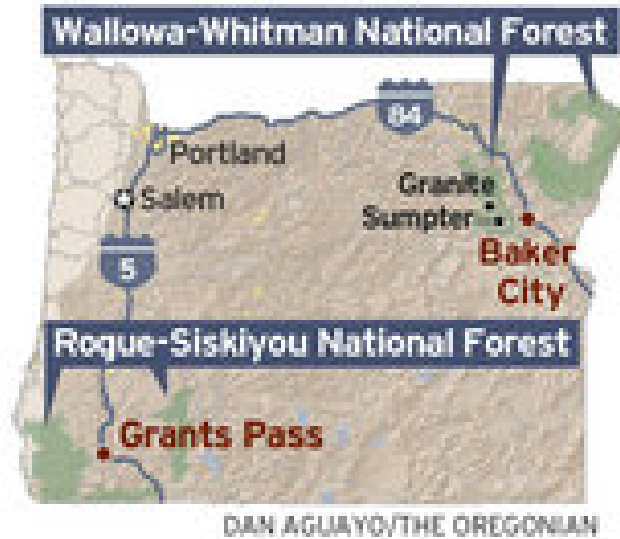 Wallowa-Whitman National Forest
84
Portland
Salem
Granite
Sumpter
Baker
City
5
Rogue-Siskiyou National Forest
Grants Pass
DAN AGUAYO/THE OREGONIAN